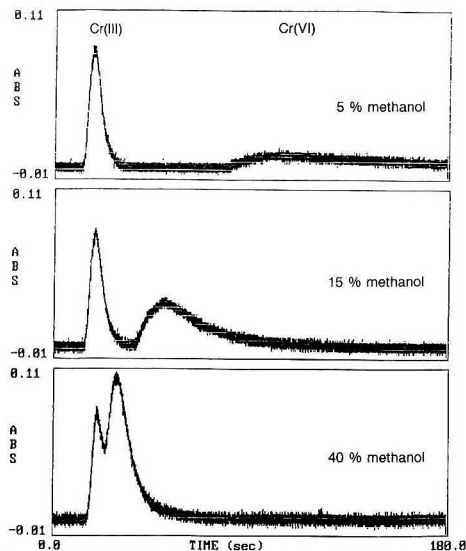 0.11
Cr(III) Cr(VI)
A
B
S
5 % methanol
-0.01
0.11
A
B
S
15 % methanol
-0.01
0.11
A
B
S
40 % methanol
-0.01
0.0 TIME (sec) 180.0